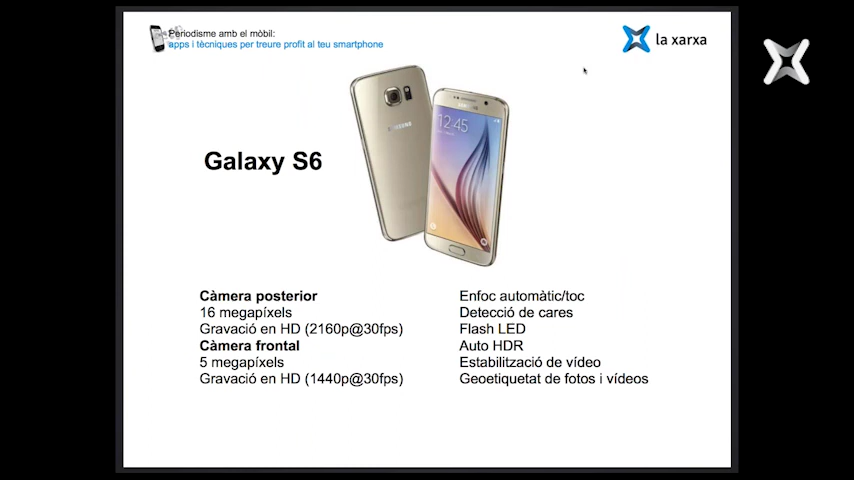 Periodisme amb el mòbil:
apps i tècniques per treure profit al teu smartphone
la xarxa
Galaxy S6
SAMSUNG
SAMSUNG
12:45
Càmera posterior
16 megapíxels
Gravació en HD (2160p@30fps)
Càmera frontal
5 megapíxels
Gravació en HD (1440p@30fps)
Enfoc automàtic/toc
Detecció de cares
Flash LED
Auto HDR
Estabilització de vídeo
Geoetiquetat de fotos i vídeos